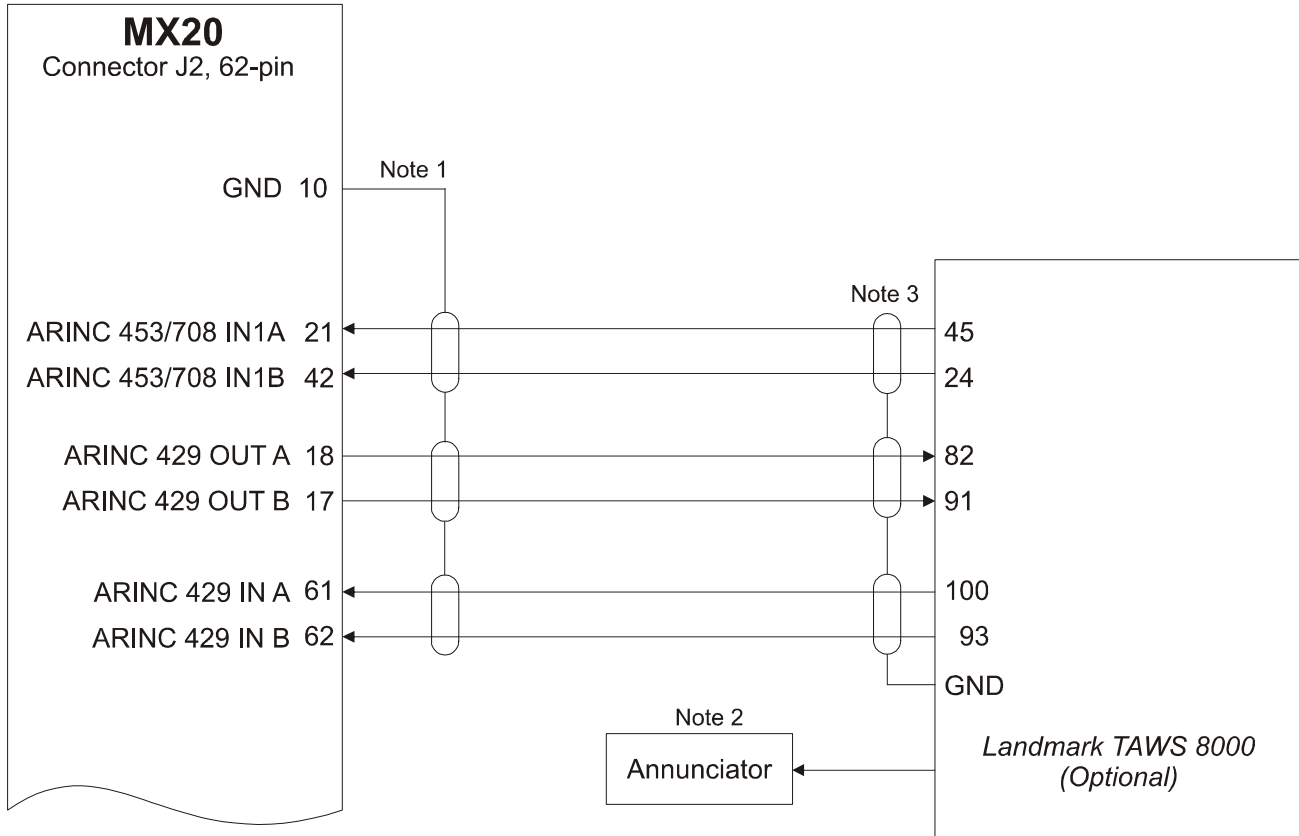 MX20
Connector J2, 62-pin
GND 10
Note 1
Note 3
ARINC 453/708 IN1A 21
45
ARINC 453/708 IN1B 42
24
ARINC 429 OUT A 18
82
ARINC 429 OUT B 17
91
ARINC 429 IN A 61
100
ARINC 429 IN B 62
93
GND
Note 2
Annunciator
Landmark TAWS 8000
(Optional)